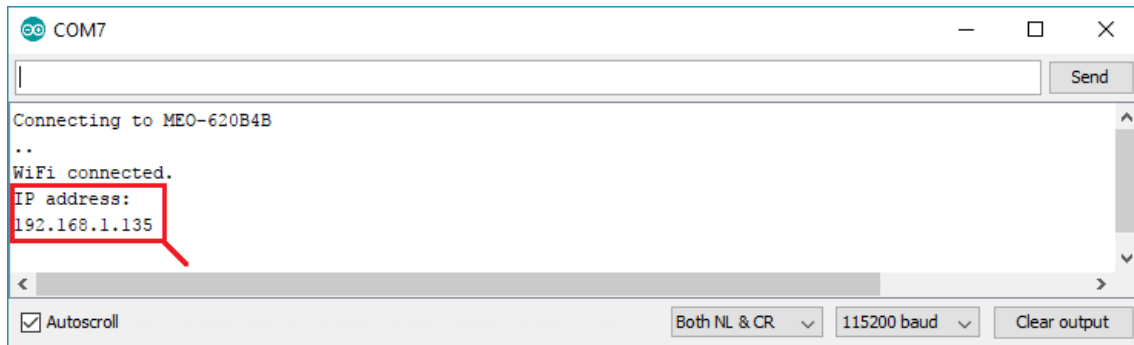 COM7
Send
Connecting to MEO-620B4B
..
WiFi connected.
IP address:
192.168.1.135
Autoscroll
Both NL & CR
115200 baud
Clear output